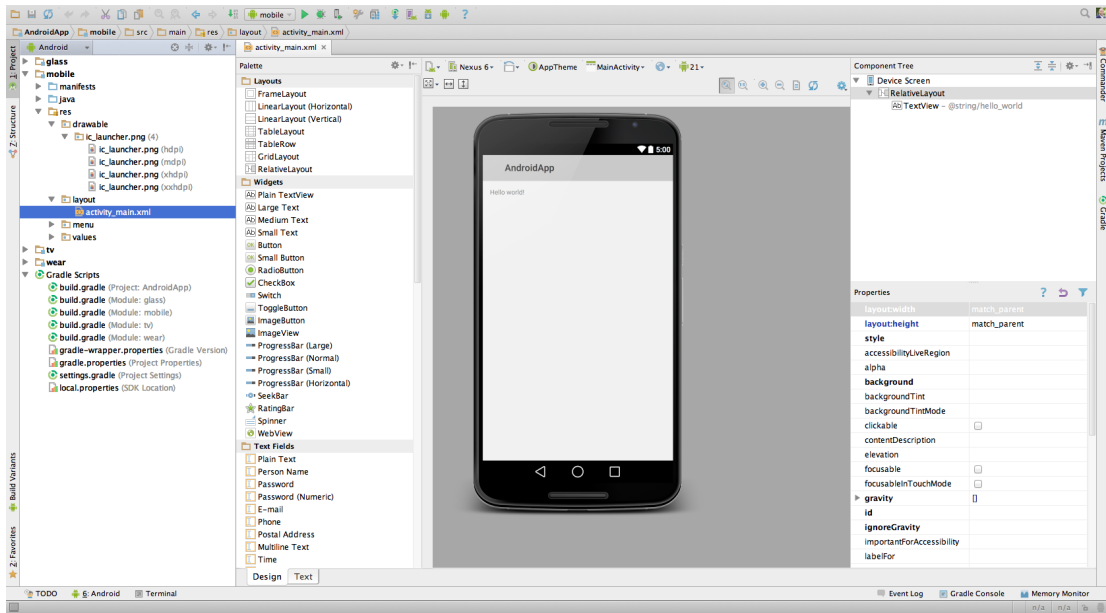 mobile
AndroidApp mobile src main res layout activity_main.xml
1: Project
Z: Structure
Build Variants
2: Favorites
Android
glass
mobile
manifests
java
res
drawable
ic_launcher.png (4)
ic_launcher.png (hdpi)
ic_launcher.png (mdpi)
ic_launcher.png (xhdpi)
ic_launcher.png (xxhdpi)
layout
activity_main.xml
menu
values
tv
wear
Gradle Scripts
build.gradle (Project: AndroidApp)
build.gradle (Module: glass)
build.gradle (Module: mobile)
build.gradle (Module: tv)
build.gradle (Module: wear)
gradle-wrapper.properties (Gradle Version)
gradle.properties (Project Properties)
settings.gradle (Project Settings)
local.properties (SDK Location)
activity_main.xml ×
Palette
Layouts
FrameLayout
LinearLayout (Horizontal)
LinearLayout (Vertical)
TableLayout
TableRow
GridLayout
RelativeLayout
Widgets
Ab Plain TextView
Ab Large Text
Ab Medium Text
Ab Small Text
OK Button
OK Small Button
RadioButton
CheckBox
Switch
ToggleButton
ImageButton
ImageView
ProgressBar (Large)
ProgressBar (Normal)
ProgressBar (Small)
ProgressBar (Horizontal)
SeekBar
RatingBar
Spinner
WebView
Text Fields
Plain Text
Person Name
Password
Password (Numeric)
E-mail
Phone
Postal Address
Multiline Text
Time
Design Text
Nexus 6 AppTheme MainActivity 21
5:00
AndroidApp
Hello world!
Component Tree
Device Screen
RelativeLayout
Ab TextView - @string/hello_world
Properties ?
layout:width match_parent
layout:height match_parent
style
accessibilityLiveRegion
alpha
background
backgroundTint
backgroundTintMode
clickable
contentDescription
elevation
focusable
focusableInTouchMode
gravity []
id
ignoreGravity
importantForAccessibility
labelFor
Commander
m Maven Projects
Gradle
TODO 6: Android Terminal Event Log Gradle Console Memory Monitor
n/a n/a